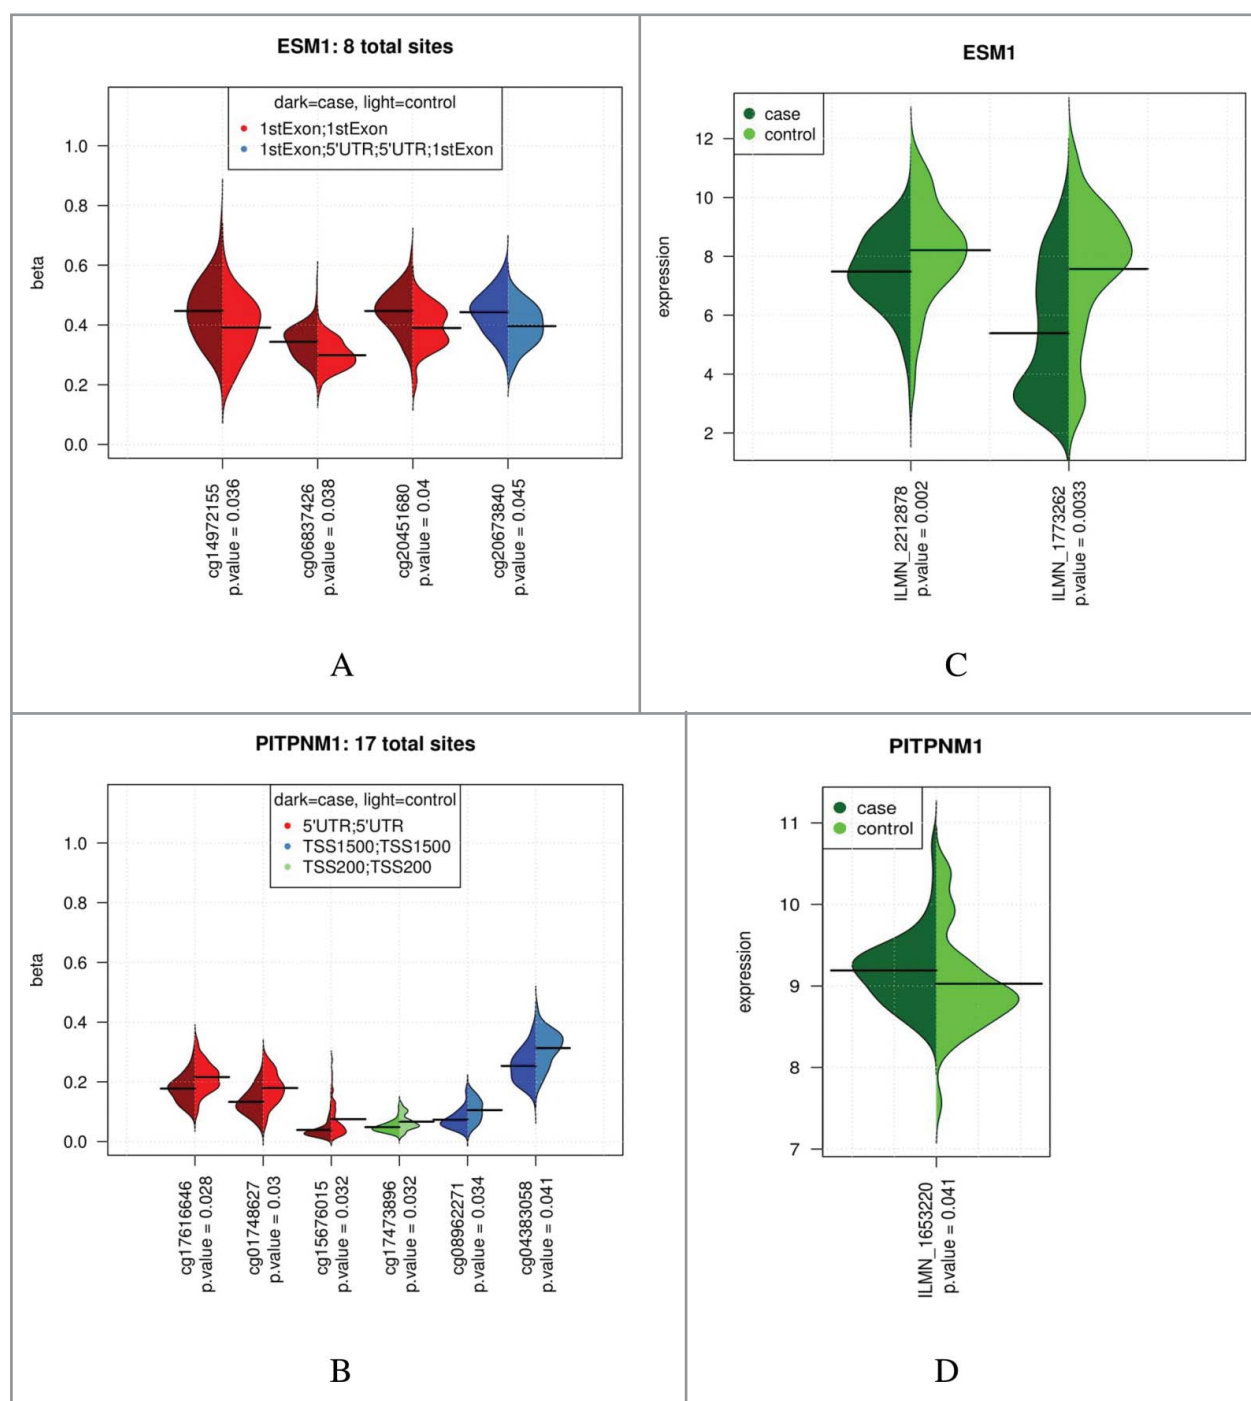 ESM1: 8 total sites
dark=case, light=control
1stExon;1stExon
1stExon;5'UTR;5'UTR;1stExon
beta
1.0
0.8
0.6
0.4
0.2
0.0
cg14972155
p.value = 0.036
cg06837426
p.value = 0.038
cg20451680
p.value = 0.04
cg20673840
p.value = 0.045
A
ESM1
case
control
expression
12
10
8
6
4
2
ILMN_2212878
p.value = 0.002
ILMN_1773262
p.value = 0.0033
C
PITPNM1: 17 total sites
dark=case, light=control
5'UTR;5'UTR
TSS1500;TSS1500
TSS200;TSS200
beta
1.0
0.8
0.6
0.4
0.2
0.0
cg17616646
p.value = 0.028
cg01748627
p.value = 0.03
cg15676015
p.value = 0.032
cg17473896
p.value = 0.032
cg08962271
p.value = 0.034
cg04383058
p.value = 0.041
B
PITPNM1
case
control
expression
11
10
9
8
7
ILMN_1653220
p.value = 0.041
D